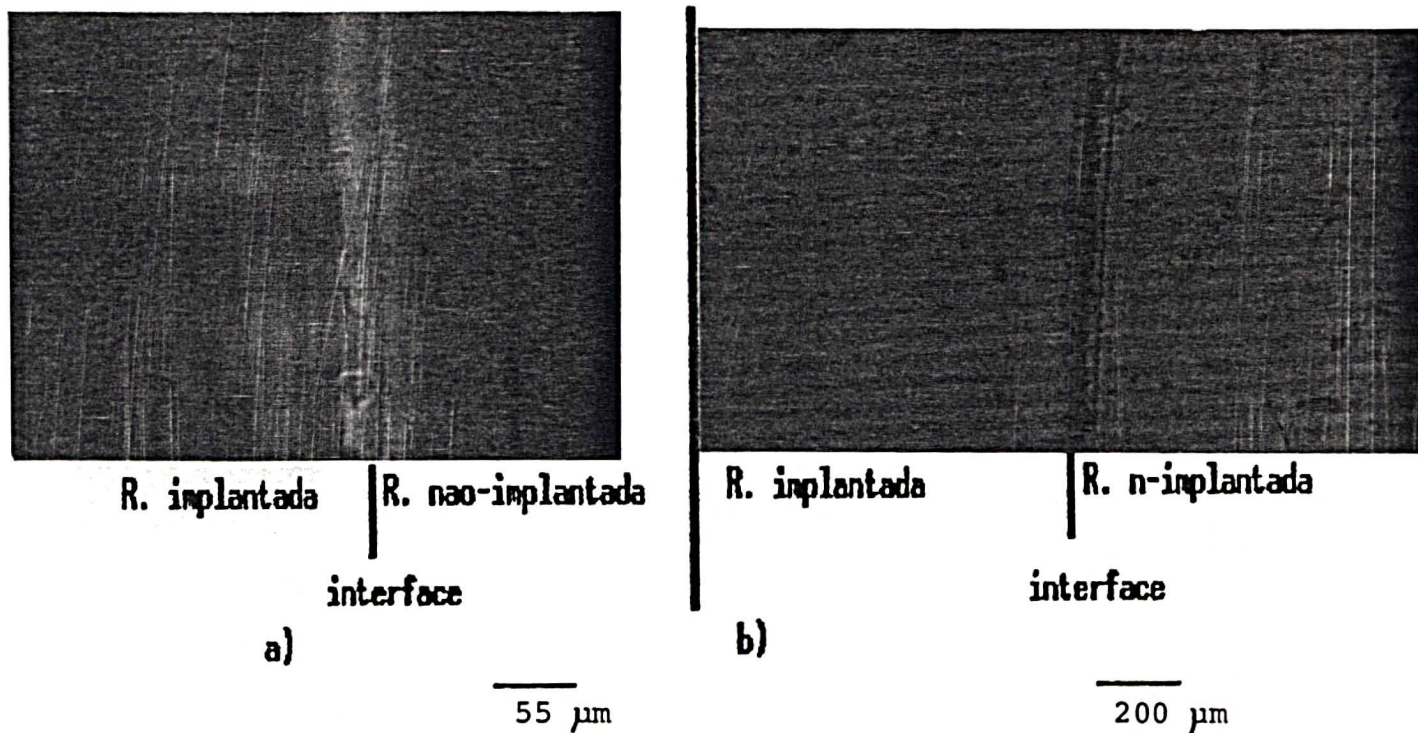 R. implantada
R. nao-implantada
interface
a)
55 µm
R. implantada
R. n-implantada
interface
b)
200 µm